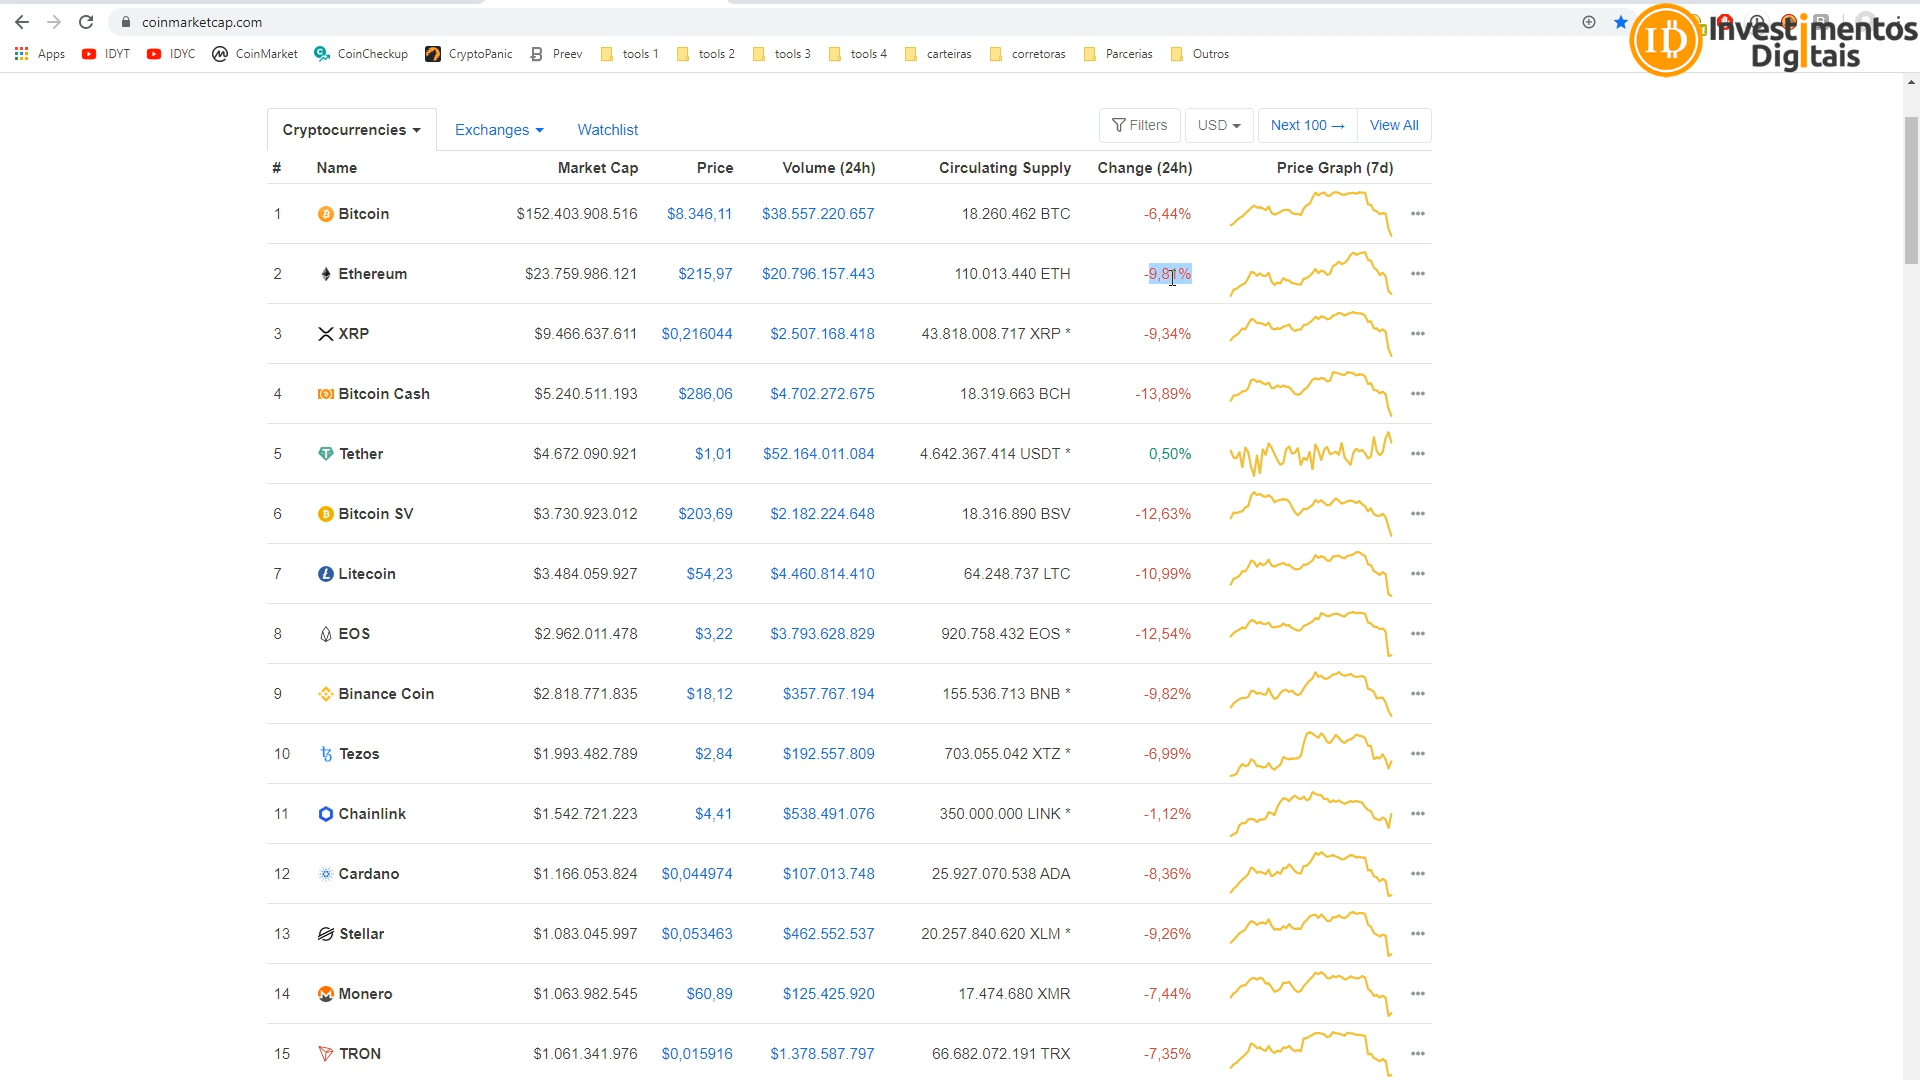 coinmarketcap.com
Apps IDYT IDYC CoinMarket CoinCheckup CryptoPanic Preev tools 1 tools 2 tools 3 tools 4 carteiras corretoras Parcerias Outros
Investimentos
Digitais
Cryptocurrencies Exchanges Watchlist Filters USD Next 100 → View All
# Name Market Cap Price Volume (24h) Circulating Supply Change (24h) Price Graph (7d)
1 Bitcoin $152.403.908.516 $8.346,11 $38.557.220.657 18.260.462 BTC -6,44%
2 Ethereum $23.759.986.121 $215,97 $20.796.157.443 110.013.440 ETH -9,81%
3 XRP $9.466.637.611 $0,216044 $2.507.168.418 43.818.008.717 XRP * -9,34%
4 Bitcoin Cash $5.240.511.193 $286,06 $4.702.272.675 18.319.663 BCH -13,89%
5 Tether $4.672.090.921 $1,01 $52.164.011.084 4.642.367.414 USDT * 0,50%
6 Bitcoin SV $3.730.923.012 $203,69 $2.182.224.648 18.316.890 BSV -12,63%
7 Litecoin $3.484.059.927 $54,23 $4.460.814.410 64.248.737 LTC -10,99%
8 EOS $2.962.011.478 $3,22 $3.793.628.829 920.758.432 EOS * -12,54%
9 Binance Coin $2.818.771.835 $18,12 $357.767.194 155.536.713 BNB * -9,82%
10 Tezos $1.993.482.789 $2,84 $192.557.809 703.055.042 XTZ * -6,99%
11 Chainlink $1.542.721.223 $4,41 $538.491.076 350.000.000 LINK * -1,12%
12 Cardano $1.166.053.824 $0,044974 $107.013.748 25.927.070.538 ADA -8,36%
13 Stellar $1.083.045.997 $0,053463 $462.552.537 20.257.840.620 XLM * -9,26%
14 Monero $1.063.982.545 $60,89 $125.425.920 17.474.680 XMR -7,44%
15 TRON $1.061.341.976 $0,015916 $1.378.587.797 66.682.072.191 TRX -7,35%